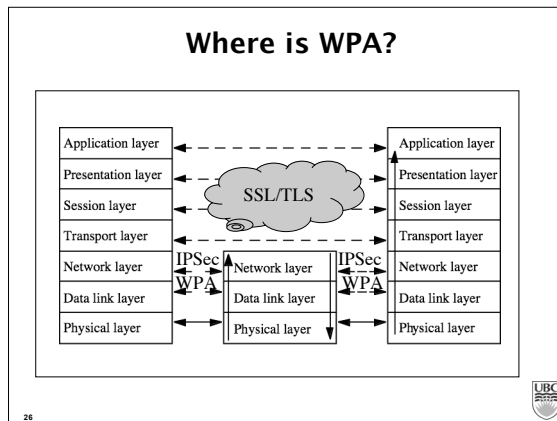 Where is WPA?
Application layer
Presentation layer
Session layer
Transport layer
Network layer
Data link layer
Physical layer
SSL/TLS
IPSec
WPA
Network layer
Data link layer
Physical layer
IPSec
WPA
Application layer
Presentation layer
Session layer
Transport layer
Network layer
Data link layer
Physical layer
26
UBC